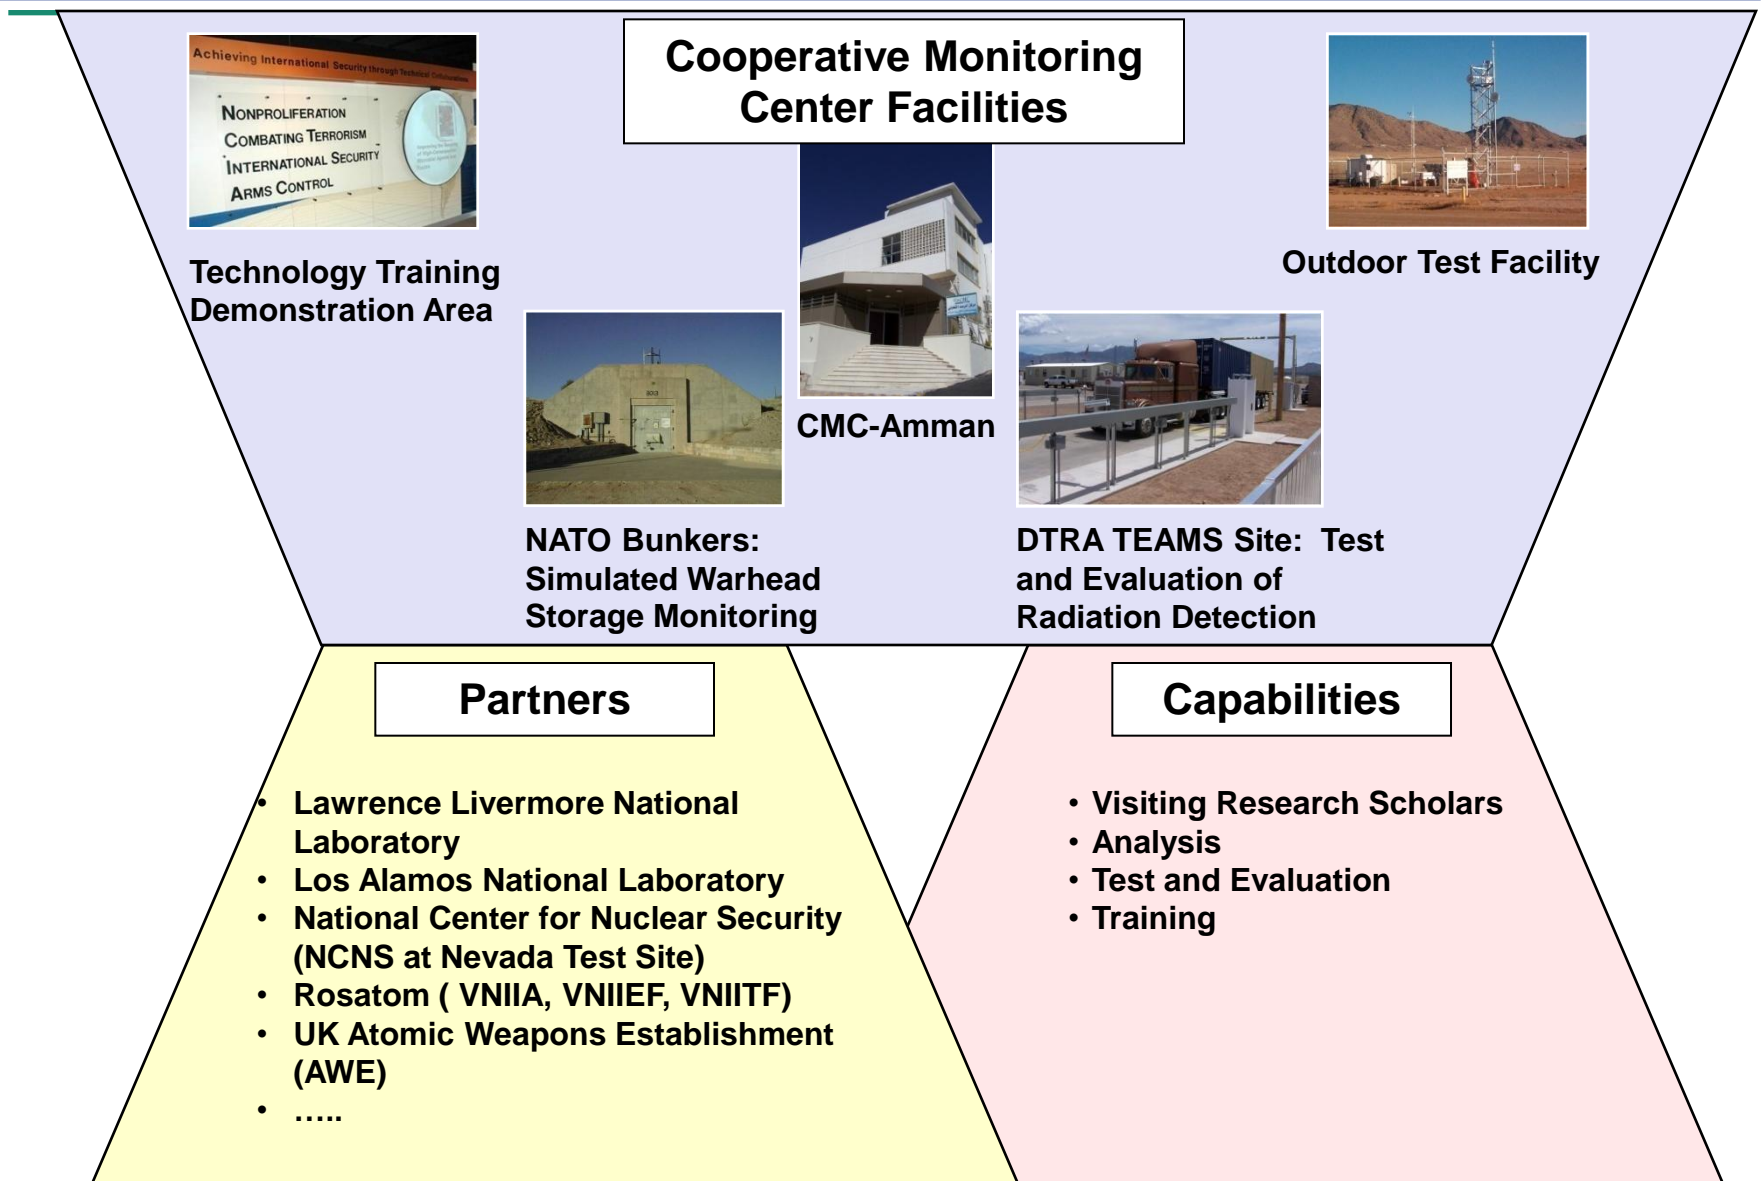 Cooperative Monitoring
Center Facilities
Achieving International Security through Technical Collaborations
NONPROLIFERATION
COMBATING TERRORISM
INTERNATIONAL SECURITY
ARMS CONTROL
Technology Training
Demonstration Area
Outdoor Test Facility
CMC-Amman
NATO Bunkers:
Simulated Warhead
Storage Monitoring
DTRA TEAMS Site:  Test
and Evaluation of
Radiation Detection
Partners
• Lawrence Livermore National
Laboratory
• Los Alamos National Laboratory
• National Center for Nuclear Security
(NCNS at Nevada Test Site)
• Rosatom ( VNIIA, VNIIEF, VNIITF)
• UK Atomic Weapons Establishment
(AWE)
• …..
Capabilities
• Visiting Research Scholars
• Analysis
• Test and Evaluation
• Training